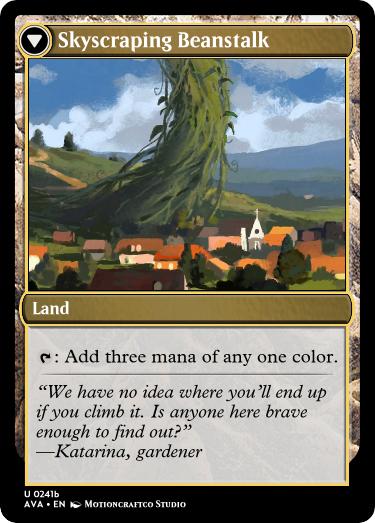 Skyscraping Beanstalk
Land
: Add three mana of any one color.
“We have no idea where you’ll end up
if you climb it. Is anyone here brave
enough to find out?”
—Katarina, gardener
U 0241b
AVA • EN Motioncraftco Studio